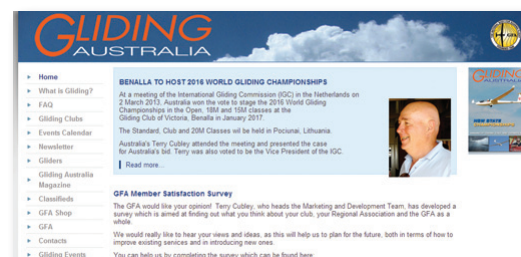 GLIDING
AUSTRALIA
Home
What is Gliding?
FAQ
Gliding Clubs
Events Calendar
Newsletter
Gliders
Gliding Australia
Magazine
Classifieds
GFA Shop
GFA
Contacts
Gliding Events
BENALLA TO HOST 2016 WORLD GLIDING CHAMPIONSHIPS
At a meeting of the International Gliding Commission (IGC) in the Netherlands on
2 March 2013, Australia won the vote to stage the 2016 World Gliding
Championships in the Open, 18M and 15M classes at the
Gliding Club of Victoria, Benalla in January 2017.
The Standard, Club and 20M Classes wil be held in Pociunai, Lithuania.
Australia's Terry Cubley attended the meeting and presented the case
for Australia's bid. Terry was also voted to be the Vice President of the IGC.
Read more...
GFA Member Satisfaction Survey
The GFA would like your opinion! Terry Cubley, who heads the Marketing and Development Team, has developed a
survey which is aimed at finding out what you think about your club, your Regional Association and the GFA as a
whole.
We would really like to hear your views and ideas, as this will help us to plan for the future, both in terms of how to
improve existing services and in introducing new ones.
You can help us by completing the survey which can be found here:
GLIDING
AUSTRALIA